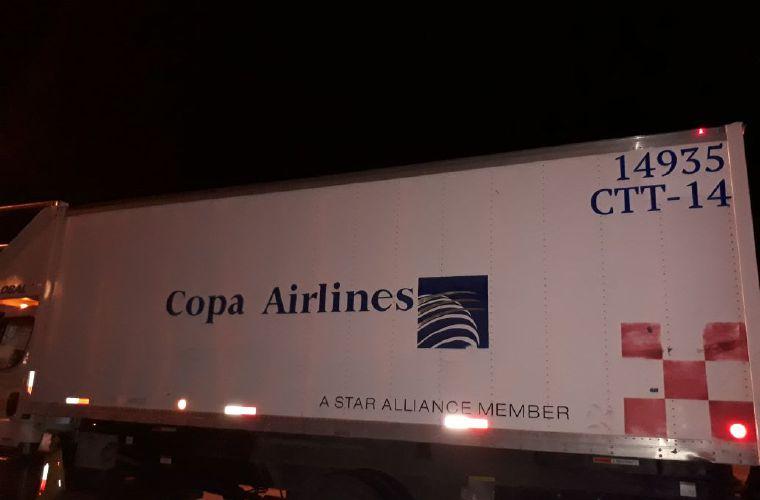 14935
CTT-14
Copa Airlines
A STAR ALLIANCE MEMBER